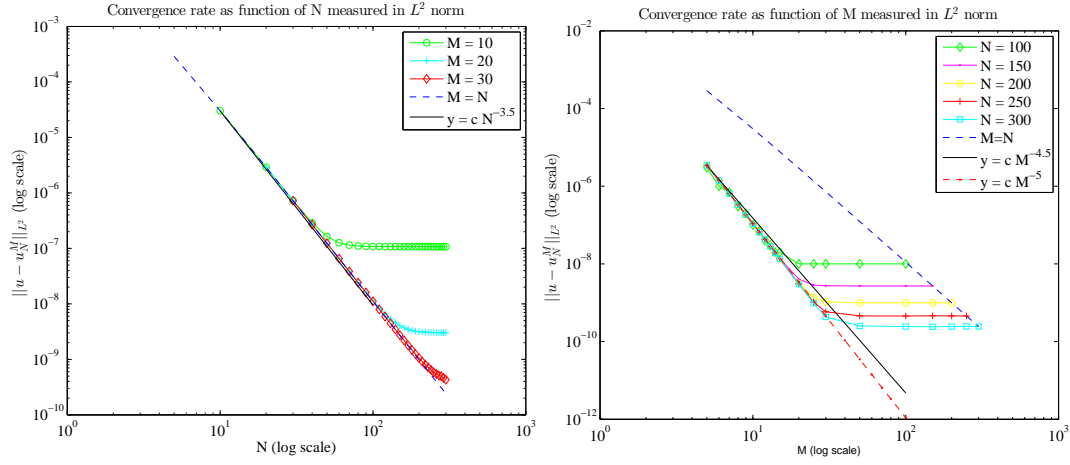 Convergence rate as function of N measured in L² norm
10⁻³
10⁻⁴
10⁻⁵
10⁻⁶
10⁻⁷
10⁻⁸
10⁻⁹
10⁻¹⁰
||u − u_N^M||_{L²} (log scale)
M = 10
M = 20
M = 30
M = N
y = c N⁻³·⁵
10⁰
10¹
10²
10³
N (log scale)
Convergence rate as function of M measured in L² norm
10⁻²
10⁻⁴
10⁻⁶
10⁻⁸
10⁻¹⁰
10⁻¹²
||u − u_N^M||_{L²} (log scale)
N = 100
N = 150
N = 200
N = 250
N = 300
M=N
y = c M⁻⁴·⁵
y = c M⁻⁵
10⁰
10¹
10²
10³
M (log scale)